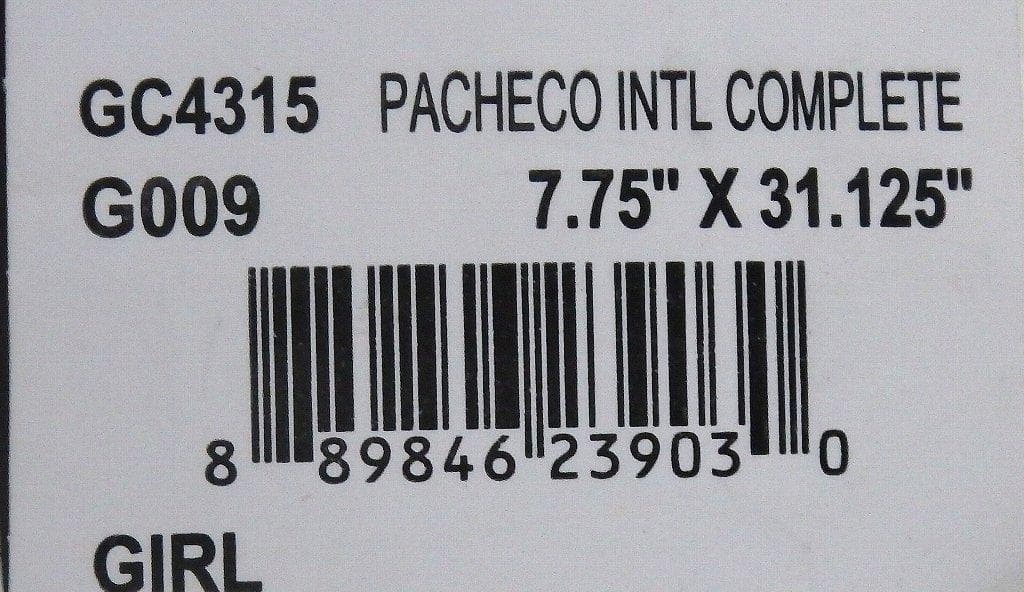 GC4315 PACHECO INTL COMPLETE
G009 7.75" X 31.125"
8 89846 23903 0
GIRL